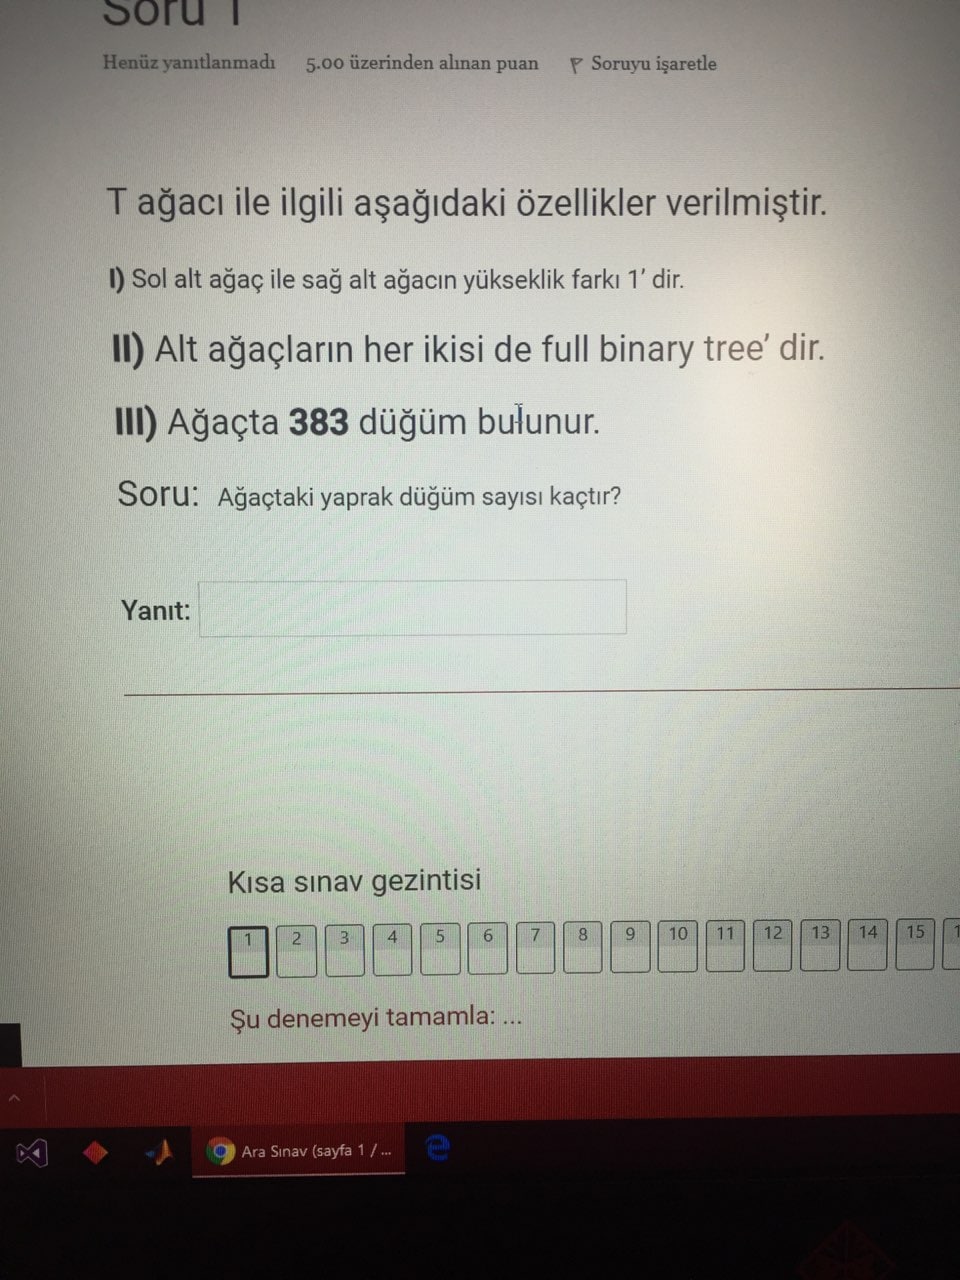 Soru 1
Henüz yanıtlanmadı 5.00 üzerinden alınan puan Soruyu işaretle
T ağacı ile ilgili aşağıdaki özellikler verilmiştir.
I) Sol alt ağaç ile sağ alt ağacın yükseklik farkı 1' dir.
II) Alt ağaçların her ikisi de full binary tree' dir.
III) Ağaçta 383 düğüm bulunur.
Soru: Ağaçtaki yaprak düğüm sayısı kaçtır?
Yanıt:
Kısa sınav gezintisi
1 2 3 4 5 6 7 8 9 10 11 12 13 14 15
Şu denemeyi tamamla: ...
Ara Sınav (sayfa 1 / ...